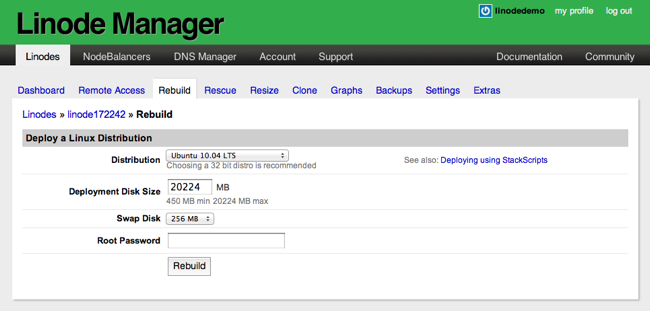 Linode Manager
linodedemo my profile log out
Linodes NodeBalancers DNS Manager Account Support Documentation Community
Dashboard Remote Access Rebuild Rescue Resize Clone Graphs Backups Settings Extras
Linodes » linode172242 » Rebuild
Deploy a Linux Distribution
Distribution Ubuntu 10.04 LTS See also: Deploying using StackScripts
Choosing a 32 bit distro is recommended
Deployment Disk Size 20224 MB
450 MB min 20224 MB max
Swap Disk 256 MB
Root Password
Rebuild